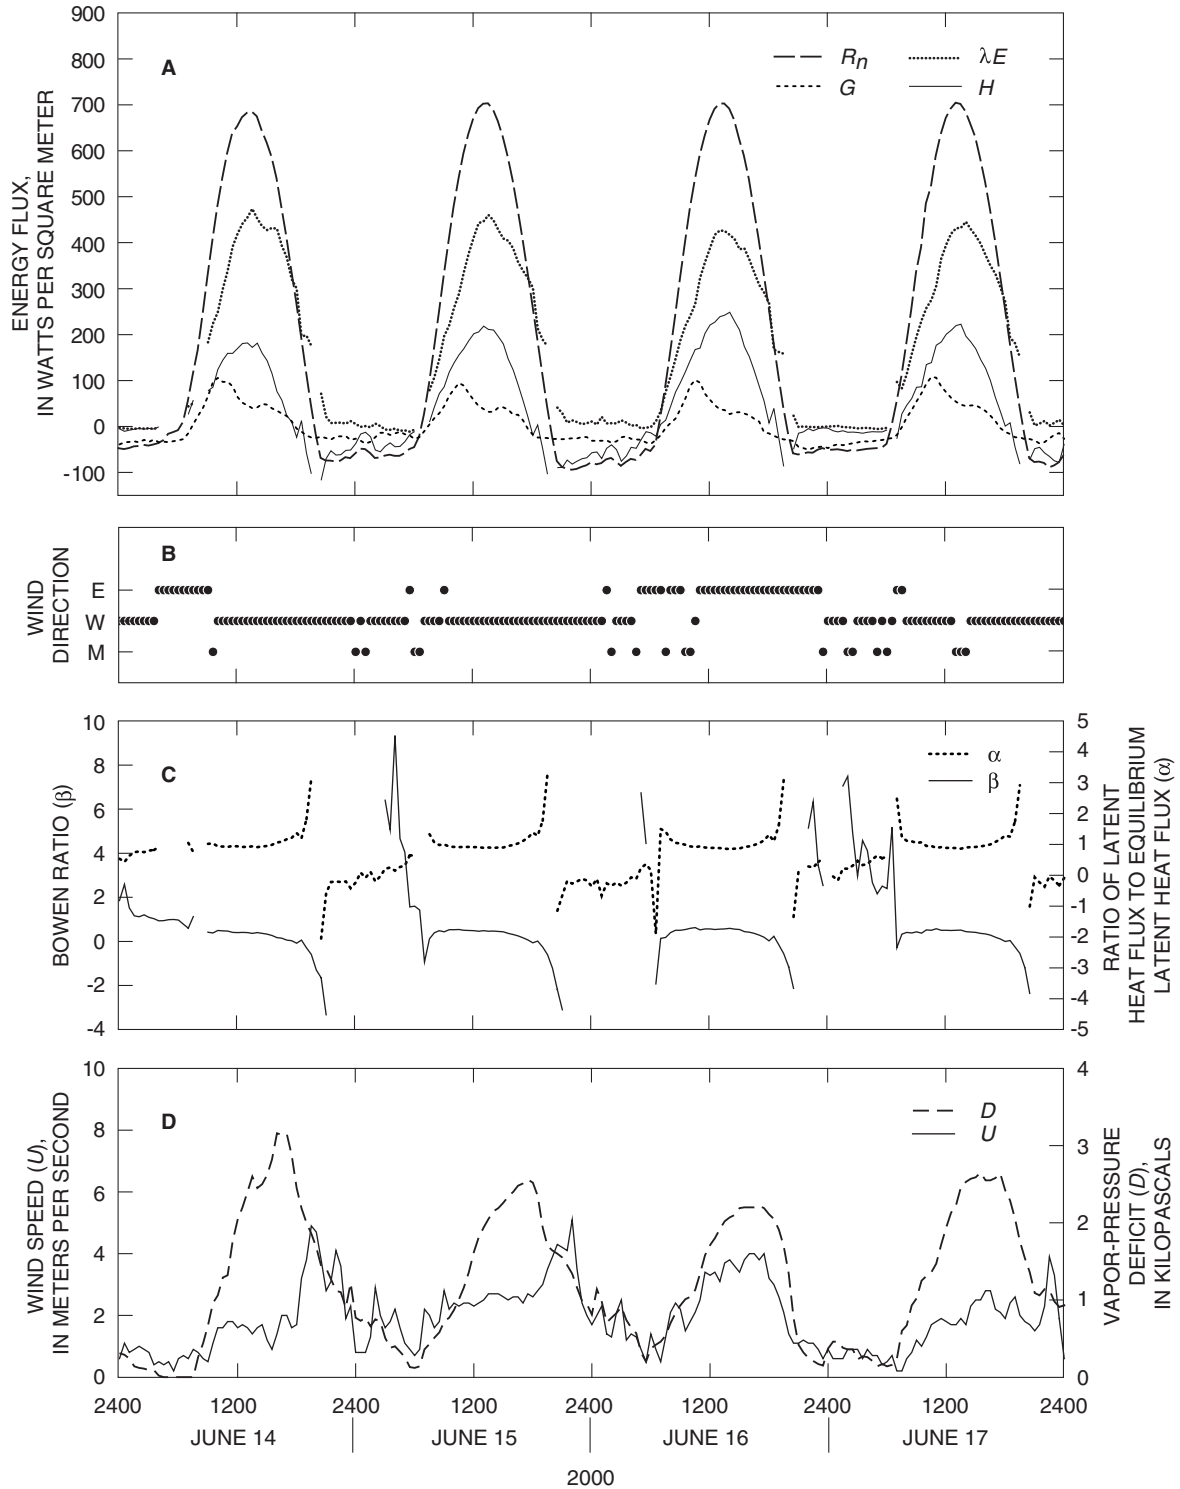 900
800
700
600
500
400
300
200
100
0
-100
ENERGY FLUX,
IN WATTS PER SQUARE METER
A
Rn
λE
G
H
WIND
DIRECTION
E
W
M
B
BOWEN RATIO (β)
10
8
6
4
2
0
-2
-4
C
α
β
5
4
3
2
1
0
-1
-2
-3
-4
-5
RATIO OF LATENT
HEAT FLUX TO EQUILIBRIUM
LATENT HEAT FLUX (α)
WIND SPEED (U),
IN METERS PER SECOND
10
8
6
4
2
0
D
D
U
4
3
2
1
0
VAPOR-PRESSURE
DEFICIT (D),
IN KILOPASCALS
2400 1200 2400 1200 2400 1200 2400 1200 2400
JUNE 14 JUNE 15 JUNE 16 JUNE 17
2000